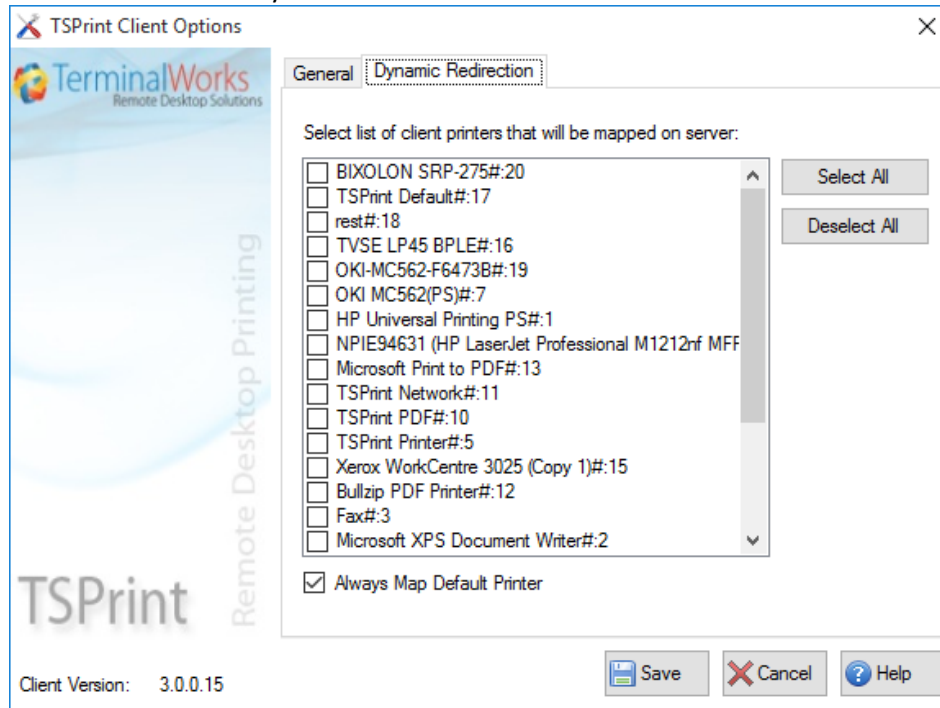 TSPrint Client Options
TerminalWorks
Remote Desktop Solutions
General
Dynamic Redirection
Select list of client printers that will be mapped on server:
BIXOLON SRP-275#:20
TSPrint Default#:17
rest#:18
TVSE LP45 BPLE#:16
OKI-MC562-F6473B#:19
OKI MC562(PS)#:7
HP Universal Printing PS#:1
NPIE94631 (HP LaserJet Professional M1212nf MFF
Microsoft Print to PDF#:13
TSPrint Network#:11
TSPrint PDF#:10
TSPrint Printer#:5
Xerox WorkCentre 3025 (Copy 1)#:15
Bullzip PDF Printer#:12
Fax#:3
Microsoft XPS Document Writer#:2
Select All
Deselect All
Always Map Default Printer
Remote Desktop Printing
TSPrint
Client Version: 3.0.0.15
Save
Cancel
Help